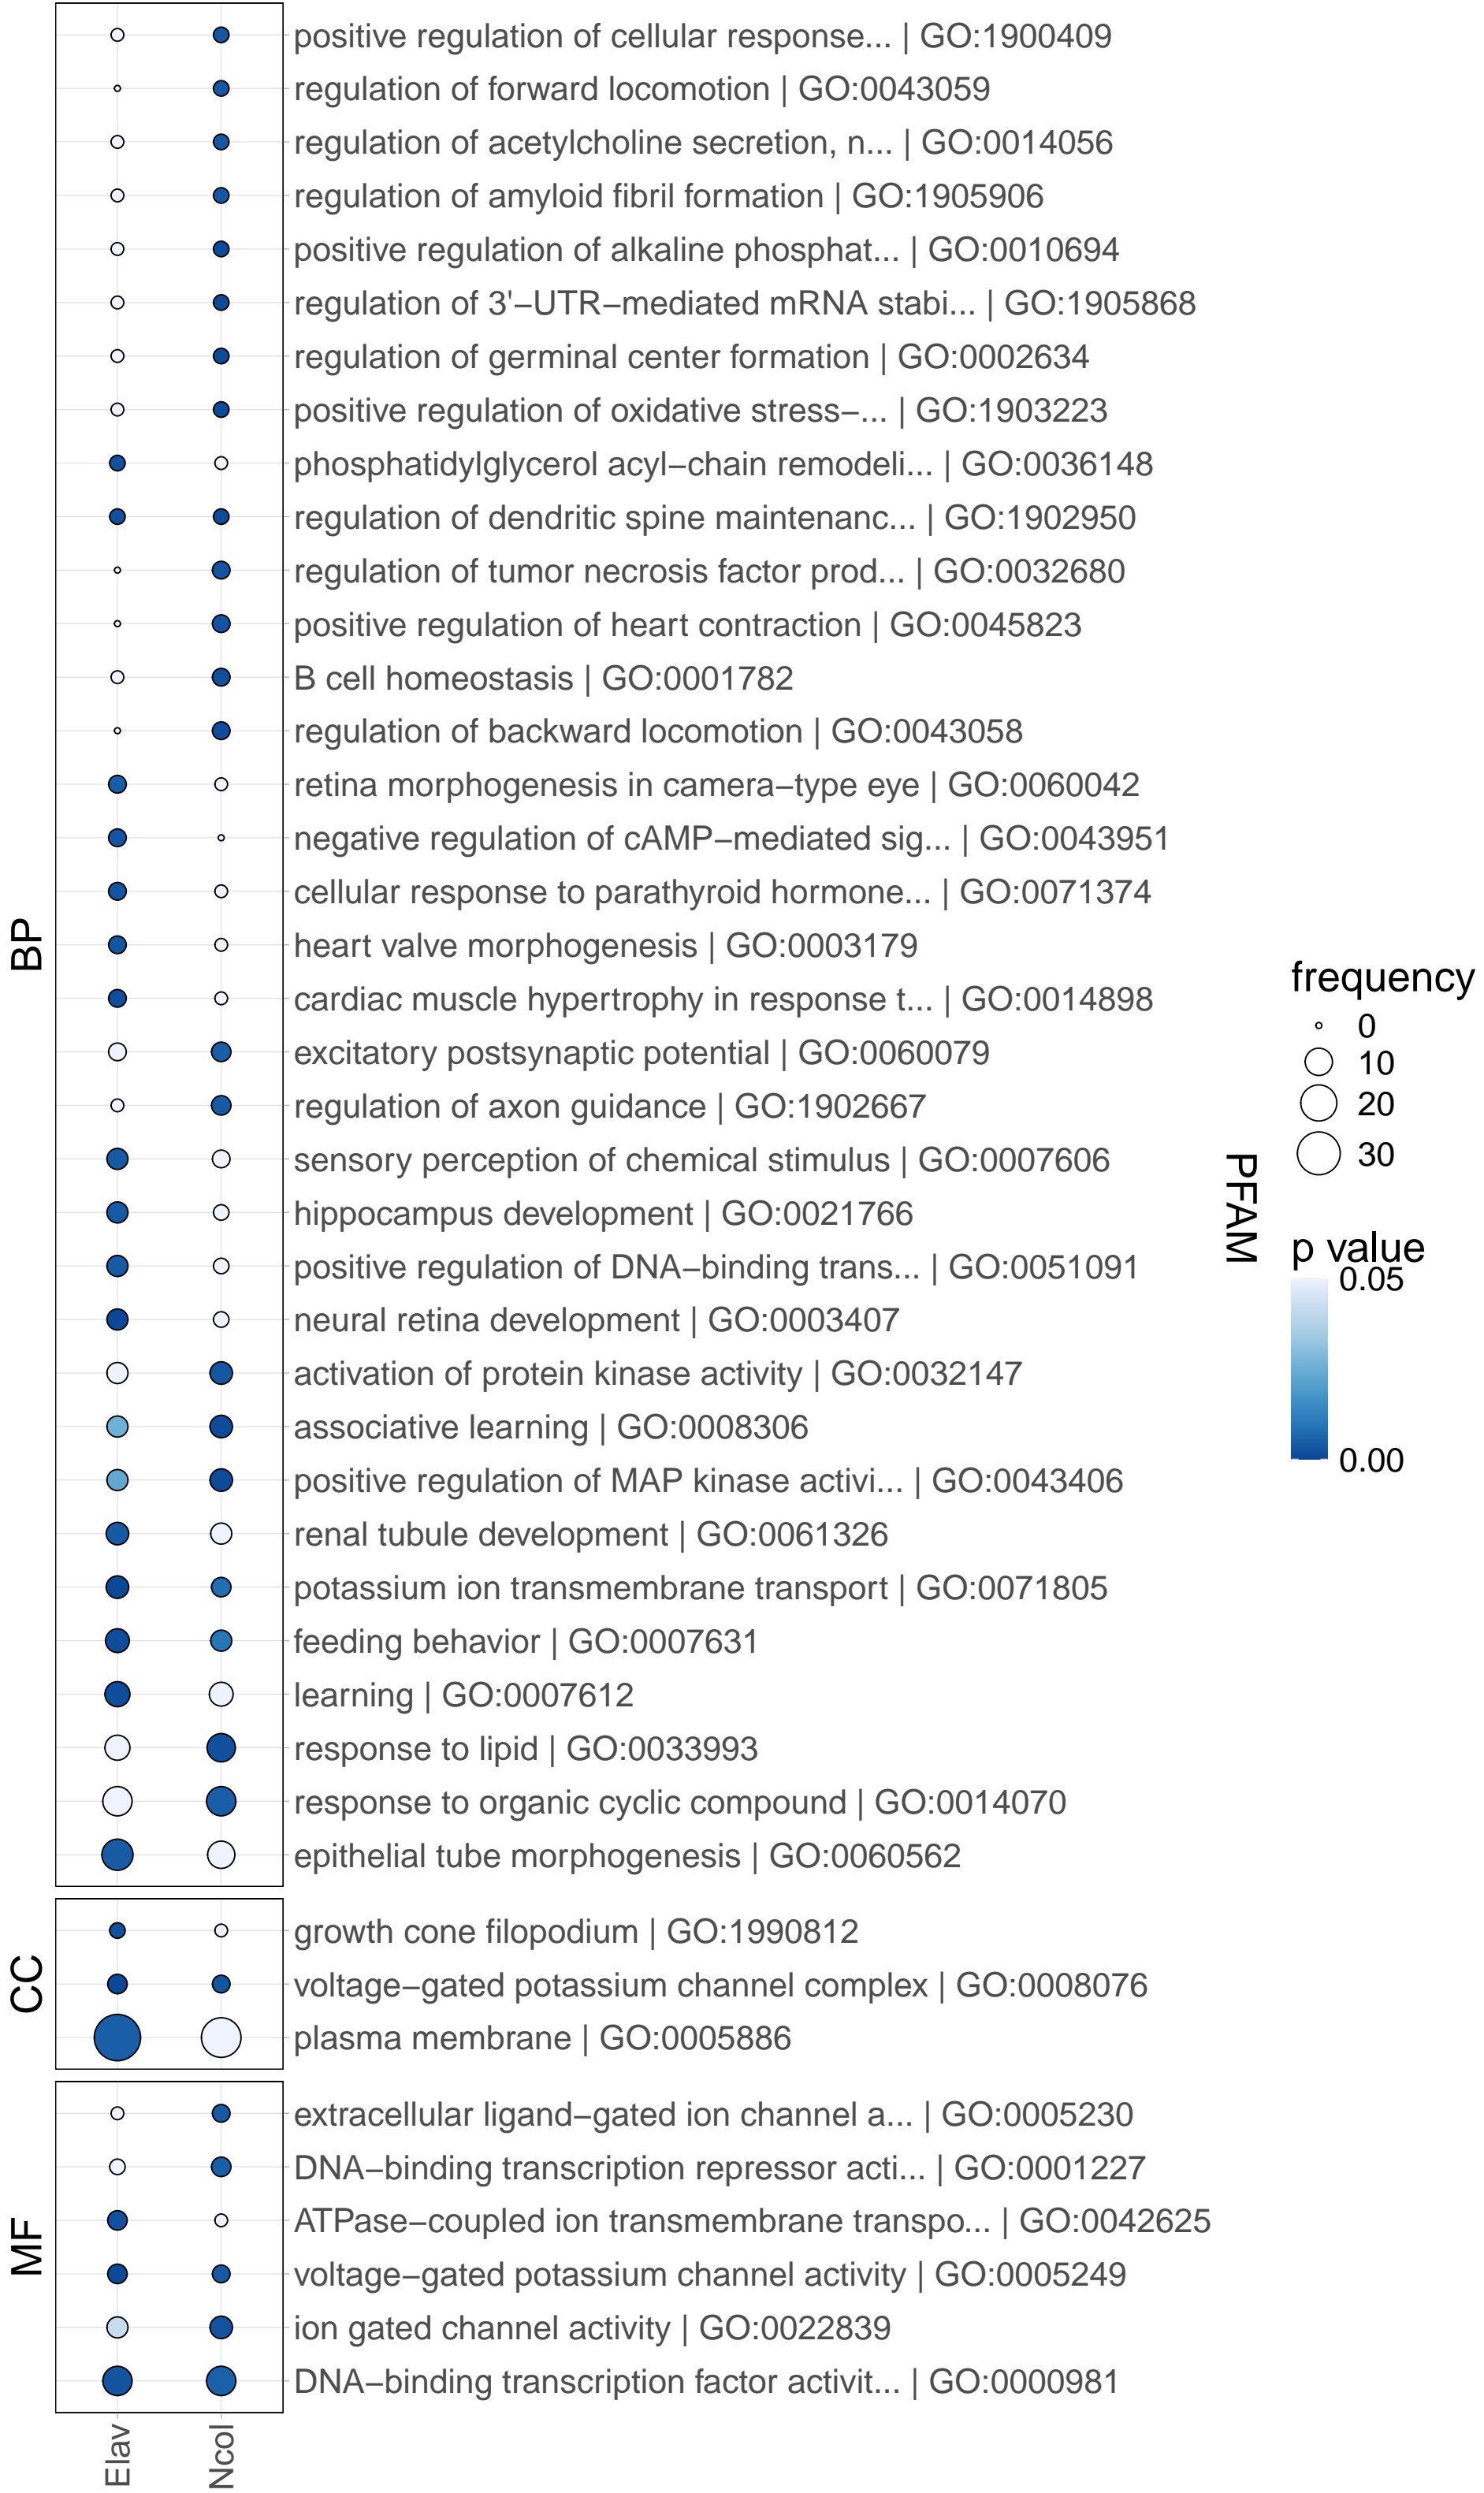 positive regulation of cellular response... | GO:1900409
regulation of forward locomotion | GO:0043059
regulation of acetylcholine secretion, n... | GO:0014056
regulation of amyloid fibril formation | GO:1905906
positive regulation of alkaline phosphat... | GO:0010694
regulation of 3'−UTR−mediated mRNA stabi... | GO:1905868
regulation of germinal center formation | GO:0002634
positive regulation of oxidative stress−... | GO:1903223
phosphatidylglycerol acyl−chain remodeli... | GO:0036148
regulation of dendritic spine maintenanc... | GO:1902950
regulation of tumor necrosis factor prod... | GO:0032680
positive regulation of heart contraction | GO:0045823
B cell homeostasis | GO:0001782
regulation of backward locomotion | GO:0043058
retina morphogenesis in camera−type eye | GO:0060042
negative regulation of cAMP−mediated sig... | GO:0043951
cellular response to parathyroid hormone... | GO:0071374
heart valve morphogenesis | GO:0003179
cardiac muscle hypertrophy in response t... | GO:0014898
excitatory postsynaptic potential | GO:0060079
regulation of axon guidance | GO:1902667
sensory perception of chemical stimulus | GO:0007606
hippocampus development | GO:0021766
positive regulation of DNA−binding trans... | GO:0051091
neural retina development | GO:0003407
activation of protein kinase activity | GO:0032147
associative learning | GO:0008306
positive regulation of MAP kinase activi... | GO:0043406
renal tubule development | GO:0061326
potassium ion transmembrane transport | GO:0071805
feeding behavior | GO:0007631
learning | GO:0007612
response to lipid | GO:0033993
response to organic cyclic compound | GO:0014070
epithelial tube morphogenesis | GO:0060562
BP
growth cone filopodium | GO:1990812
voltage−gated potassium channel complex | GO:0008076
plasma membrane | GO:0005886
CC
extracellular ligand−gated ion channel a... | GO:0005230
DNA−binding transcription repressor acti... | GO:0001227
ATPase−coupled ion transmembrane transpo... | GO:0042625
voltage−gated potassium channel activity | GO:0005249
ion gated channel activity | GO:0022839
DNA−binding transcription factor activit... | GO:0000981
MF
Elav
Ncol
PFAM
frequency
0
10
20
30
p value
0.05
0.00